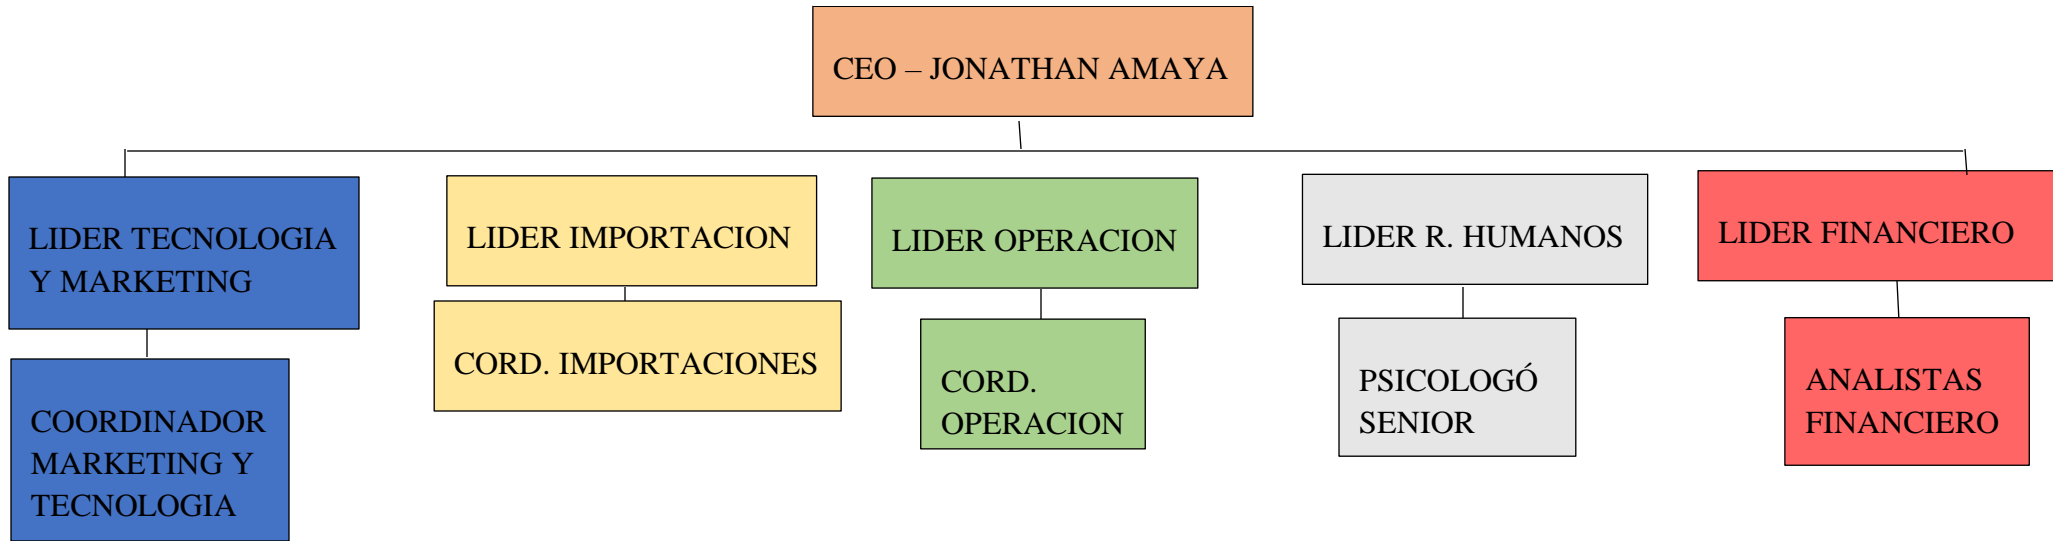 CEO – JONATHAN AMAYA
LIDER TECNOLOGIA
Y MARKETING
LIDER IMPORTACION
LIDER OPERACION
LIDER R. HUMANOS
LIDER FINANCIERO
COORDINADOR
MARKETING Y
TECNOLOGIA
CORD. IMPORTACIONES
CORD.
OPERACION
PSICOLOGÓ
SENIOR
ANALISTAS
FINANCIERO